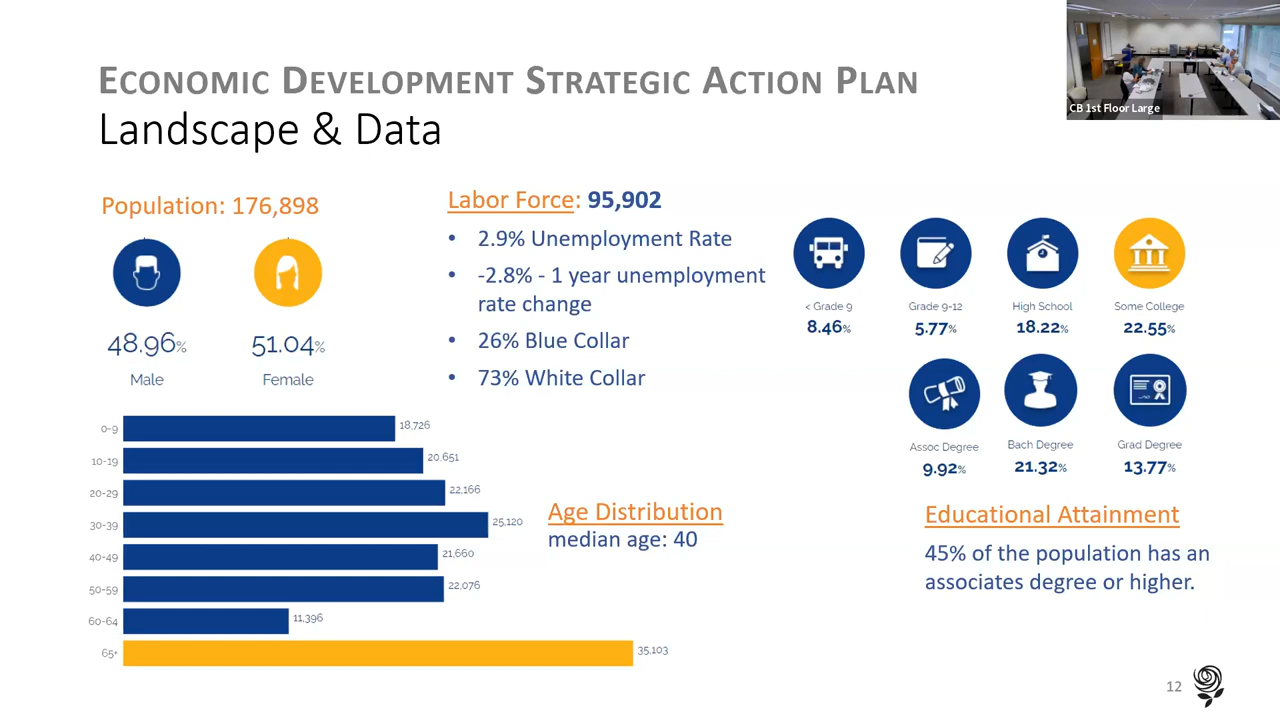 ECONOMIC DEVELOPMENT STRATEGIC ACTION PLAN
Landscape & Data
CB 1st Floor Large
Population: 176,898
48.96%
Male
51.04%
Female
Labor Force: 95,902
• 2.9% Unemployment Rate
• -2.8% - 1 year unemployment
rate change
• 26% Blue Collar
• 73% White Collar
< Grade 9
8.46%
Grade 9-12
5.77%
High School
18.22%
Some College
22.55%
Assoc Degree
9.92%
Bach Degree
21.32%
Grad Degree
13.77%
0-9 18,726
10-19 20,651
20-29 22,166
30-39 25,120
40-49 21,660
50-59 22,076
60-64 11,396
65+ 35,103
Age Distribution
median age: 40
Educational Attainment
45% of the population has an
associates degree or higher.
12